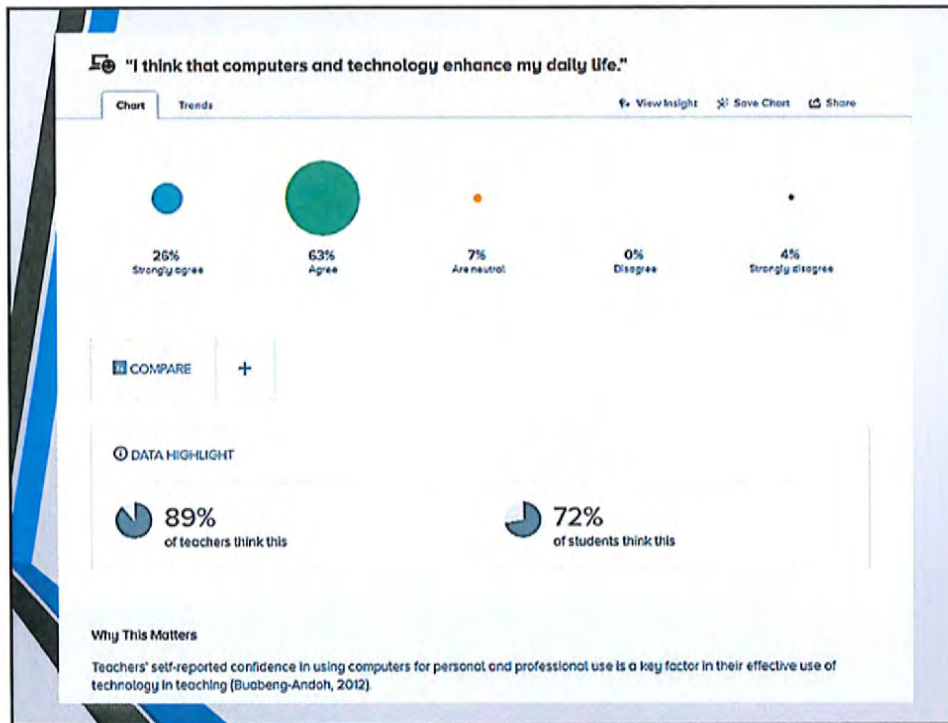 "I think that computers and technology enhance my daily life."
Chart Trends View Insight Save Chart Share
26% 63% 7% 0% 4%
Strongly agree Agree Are neutral Disagree Strongly disagree
COMPARE +
DATA HIGHLIGHT
89% 72%
of teachers think this of students think this
Why This Matters
Teachers' self-reported confidence in using computers for personal and professional use is a key factor in their effective use of
technology in teaching (Buabeng-Andoh, 2012).